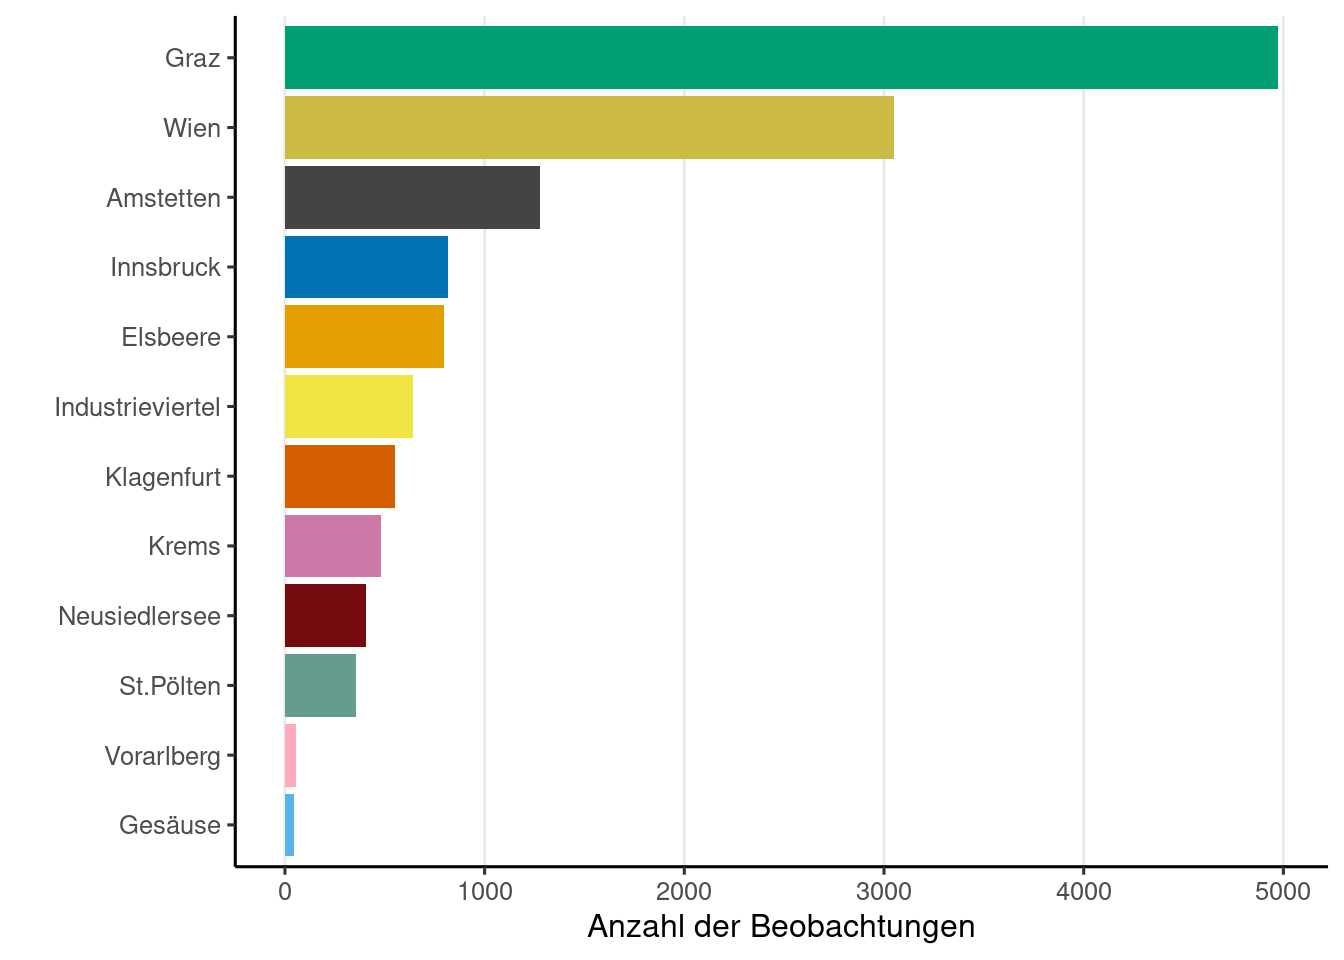 Graz
Wien
Amstetten
Innsbruck
Elsbeere
Industrieviertel
Klagenfurt
Krems
Neusiedlersee
St.Pölten
Vorarlberg
Gesäuse
0 1000 2000 3000 4000 5000
Anzahl der Beobachtungen